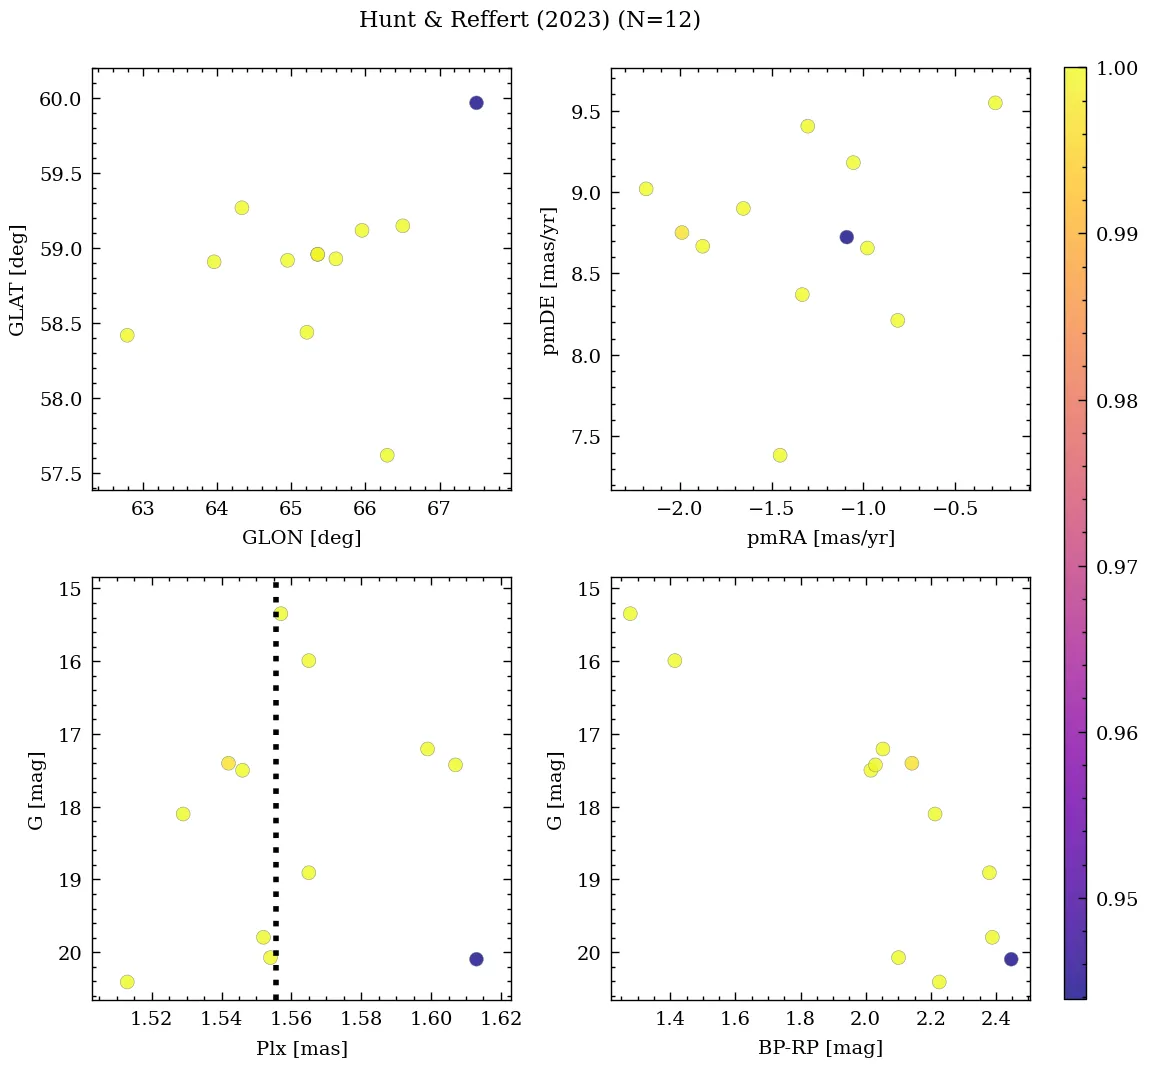 Hunt & Reffert (2023) (N=12)
60.0
59.5
59.0
58.5
58.0
57.5
GLAT [deg]
63 64 65 66 67
GLON [deg]
9.5
9.0
8.5
8.0
7.5
pmDE [mas/yr]
−2.0 −1.5 −1.0 −0.5
pmRA [mas/yr]
15
16
17
18
19
20
G [mag]
1.52 1.54 1.56 1.58 1.60 1.62
Plx [mas]
15
16
17
18
19
20
G [mag]
1.4 1.6 1.8 2.0 2.2 2.4
BP-RP [mag]
1.00
0.99
0.98
0.97
0.96
0.95